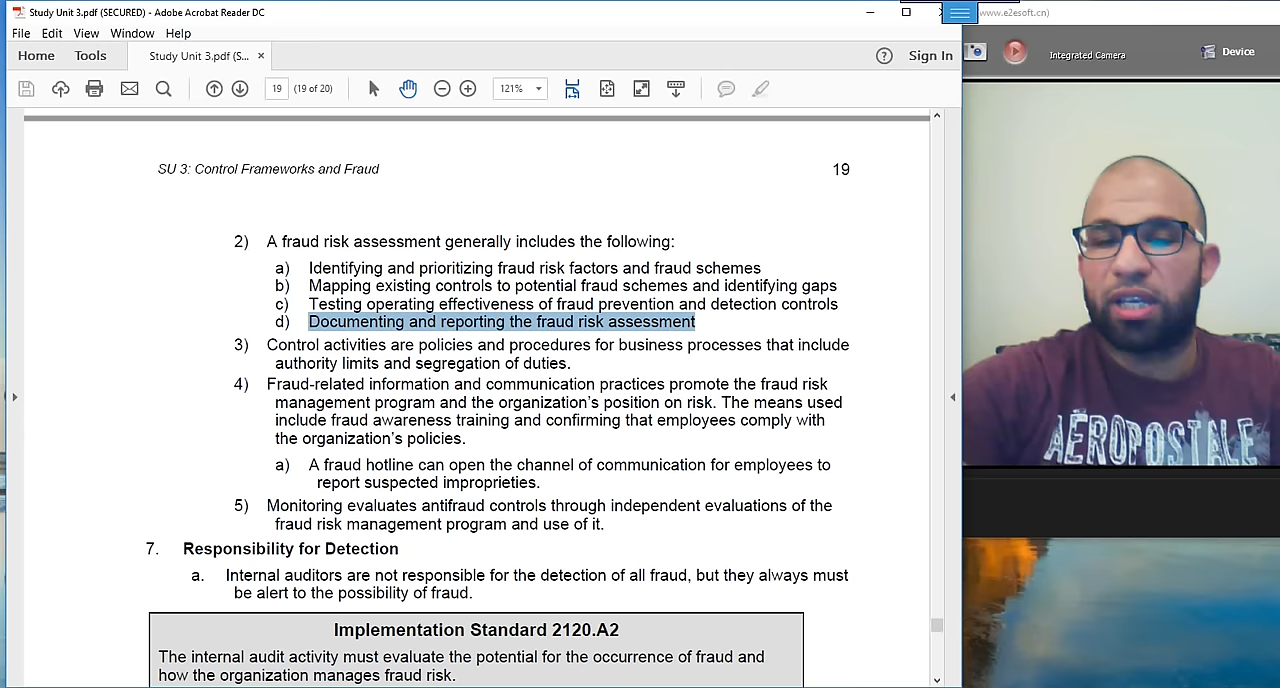 Study Unit 3.pdf (SECURED) - Adobe Acrobat Reader DC
www.e2esoft.cn)
File Edit View Window Help
Home Tools Study Unit 3.pdf (S... × ? Sign In
Integrated Camera Device
19 (19 of 20) 121%
SU 3: Control Frameworks and Fraud 19
2) A fraud risk assessment generally includes the following:
a) Identifying and prioritizing fraud risk factors and fraud schemes
b) Mapping existing controls to potential fraud schemes and identifying gaps
c) Testing operating effectiveness of fraud prevention and detection controls
d) Documenting and reporting the fraud risk assessment
3) Control activities are policies and procedures for business processes that include
authority limits and segregation of duties.
4) Fraud-related information and communication practices promote the fraud risk
management program and the organization's position on risk. The means used
include fraud awareness training and confirming that employees comply with
the organization's policies.
a) A fraud hotline can open the channel of communication for employees to
report suspected improprieties.
5) Monitoring evaluates antifraud controls through independent evaluations of the
fraud risk management program and use of it.
7. Responsibility for Detection
a. Internal auditors are not responsible for the detection of all fraud, but they always must
be alert to the possibility of fraud.
Implementation Standard 2120.A2
The internal audit activity must evaluate the potential for the occurrence of fraud and
how the organization manages fraud risk.
AÉROPOSTALE